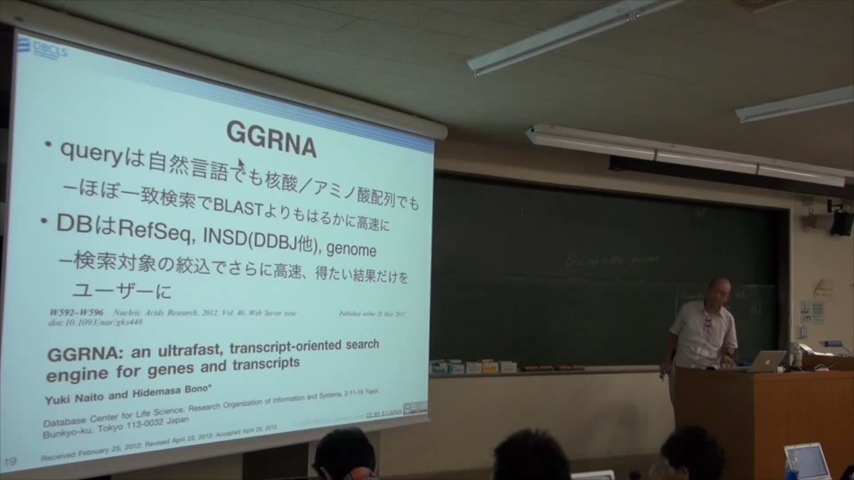 DBCLS
GGRNA
• queryは自然言語でも核酸／アミノ酸配列でも
–ほぼ一致検索でBLASTよりもはるかに高速に
• DBはRefSeq, INSD(DDBJ他), genome
–検索対象の絞込でさらに高速、得たい結果だけを
ユーザーに
W592–W596 Nucleic Acids Research, 2012, Vol. 40, Web Server issue
Published online 2012
doi:10.1093/nar/gks448
GGRNA: an ultrafast, transcript-oriented search
engine for genes and transcripts
Yuki Naito and Hidemasa Bono*
Database Center for Life Science, Research Organization of Information and Systems, 2-11-16 Yayoi,
Bunkyo-ku, Tokyo 113-0032 Japan
Received February 25, 2012; Revised April 23, 2012; Accepted April 2012
19